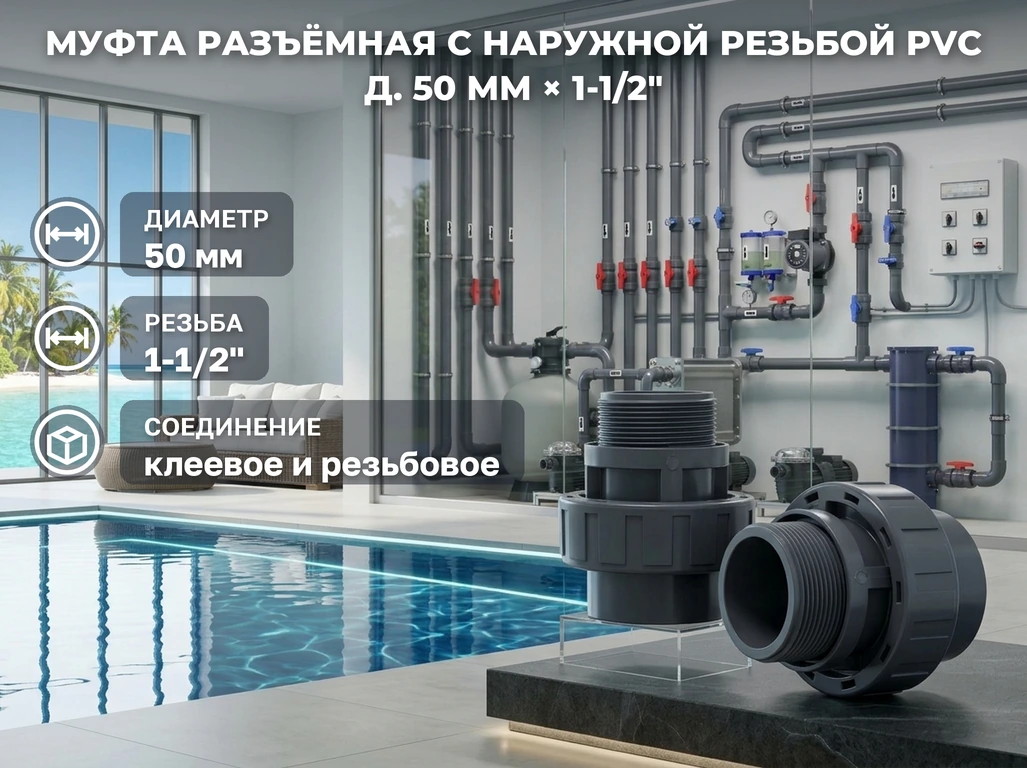 МУФТА РАЗЪЁМНАЯ С НАРУЖНОЙ РЕЗЬБОЙ PVC
Д. 50 ММ × 1-1/2"
ДИАМЕТР
50 мм
РЕЗЬБА
1-1/2"
СОЕДИНЕНИЕ
клеевое и резьбовое